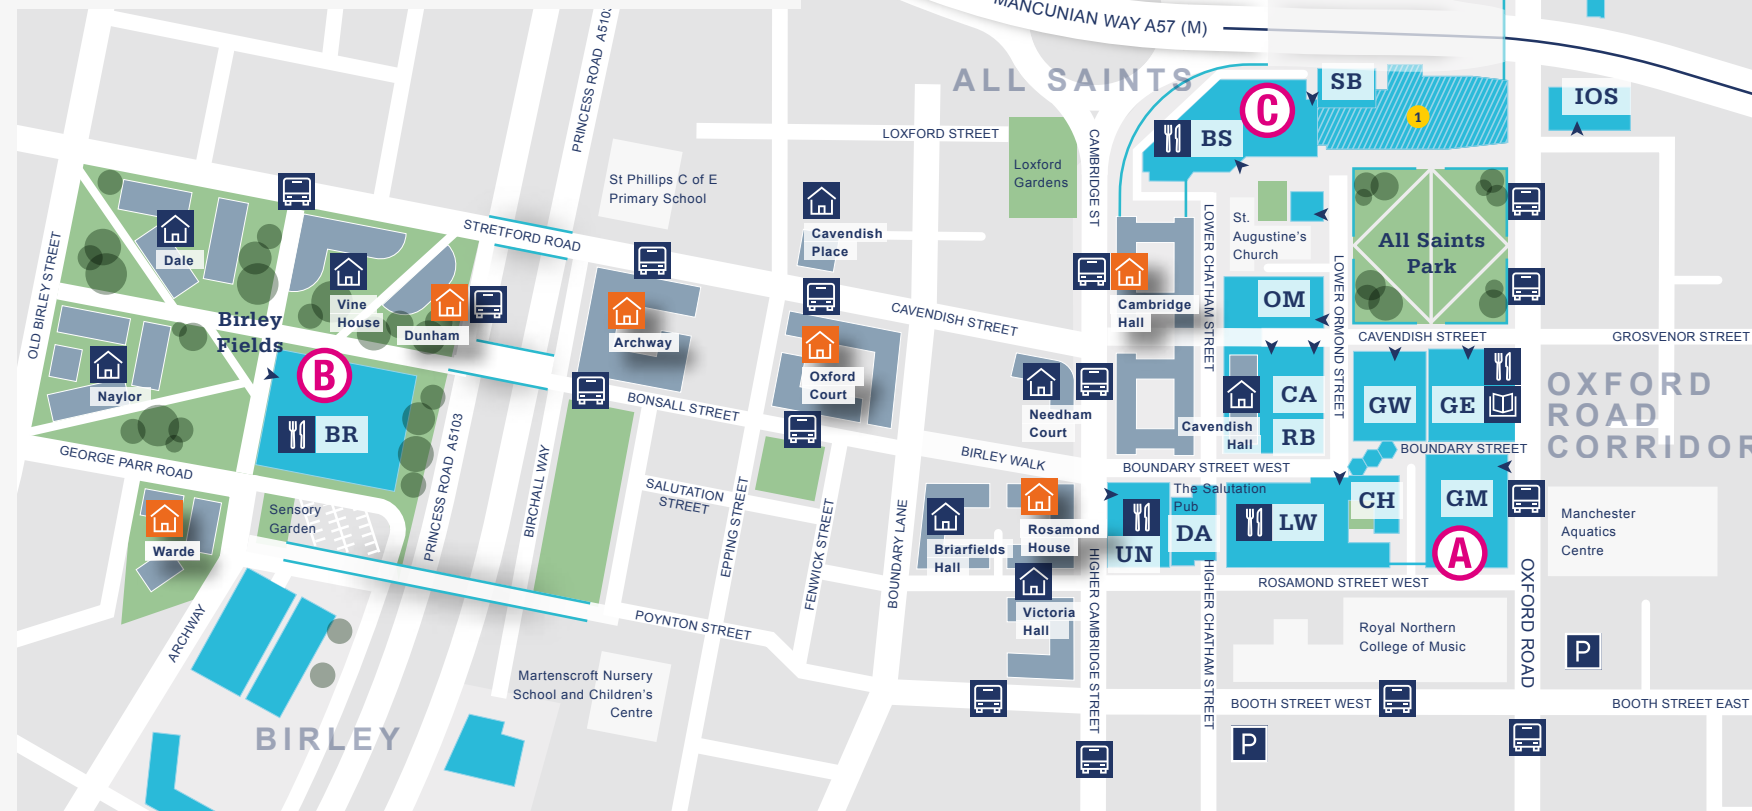 MANCUNIAN WAY A57 (M)
ALL SAINTS
PRINCESS ROAD A5103
LOXFORD STREET
Loxford
Gardens
CAMBRIDGE ST
BS
C
SB
1
IOS
St Phillips C of E
Primary School
STRETFORD ROAD
Cavendish
Place
CAVENDISH STREET
Dale
Vine
House
Dunham
Birley
Fields
OLD BIRLEY STREET
Naylor
B
BR
GEORGE PARR ROAD
Archway
Oxford
Court
BONSALL STREET
LOWER CHATHAM STREET
St.
Augustine's
Church
Cambridge
Hall
OM
LOWER ORMOND STREET
All Saints
Park
CAVENDISH STREET
GROSVENOR STREET
Needham
Court
CA
Cavendish
Hall
RB
GW
GE
OXFORD
ROAD
CORRIDOR
BIRLEY WALK
BOUNDARY STREET WEST
BOUNDARY STREET
PRINCESS ROAD A5103
BIRCHALL WAY
SALUTATION
STREET
EPPING STREET
FENWICK STREET
BOUNDARY LANE
Sensory
Garden
Warde
ARCHWAY
Briarfields
Hall
Rosamond
House
Victoria
Hall
UN
The Salutation
Pub
DA
LW
CH
GM
A
Manchester
Aquatics
Centre
HIGHER CAMBRIDGE STREET
HIGHER CHATHAM STREET
ROSAMOND STREET WEST
OXFORD ROAD
POYNTON STREET
Royal Northern
College of Music
P
Martenscroft Nursery
School and Children's
Centre
BIRLEY
BOOTH STREET WEST
BOOTH STREET EAST
P